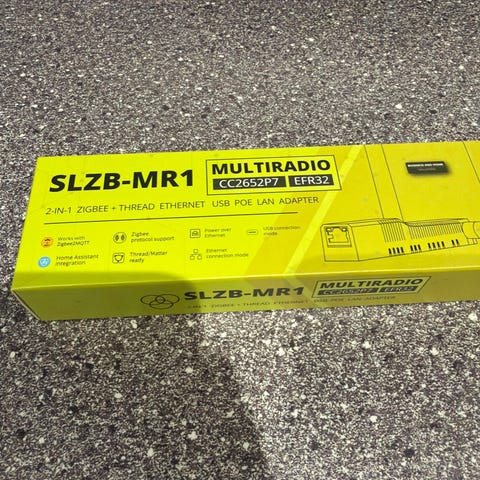 SLZB-MR1
MULTIRADIO
CC2652P7 EFR32
2-IN-1 ZIGBEE + THREAD ETHERNET USB POE LAN ADAPTER
Works with
Zigbee2MQTT
Zigbee
protocol support
Power over
Ethernet
USB connection
mode
Home Assistant
integration
Thread/Matter
ready
Ethernet
connection mode
SLZB-MR1
MULTIRADIO
CC2652P7 EFR32
2-IN-1 ZIGBEE + THREAD ETHERNET USB POE LAN ADAPTER